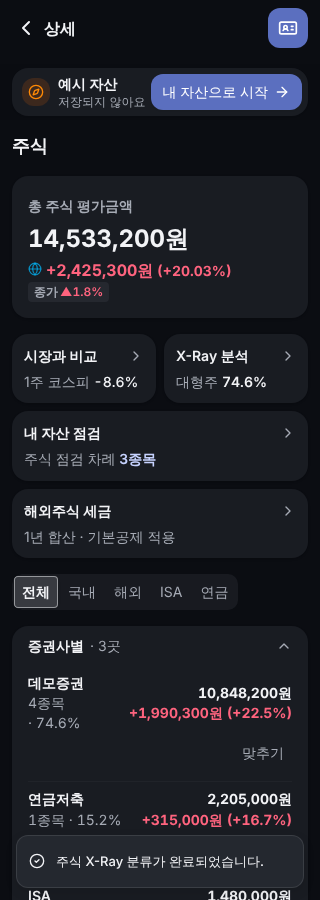 상세
예시 자산
저장되지 않아요
내 자산으로 시작 →
주식
총 주식 평가금액
14,533,200원
+2,425,300원 (+20.03%)
종가 ▲1.8%
시장과 비교
1주 코스피 -8.6%
X-Ray 분석
대형주 74.6%
내 자산 점검
주식 점검 차례 3종목
해외주식 세금
1년 합산 · 기본공제 적용
전체 국내 해외 ISA 연금
증권사별 · 3곳
데모증권
4종목
· 74.6%
10,848,200원
+1,990,300원 (+22.5%)
맞추기
연금저축
1종목 · 15.2%
2,205,000원
+315,000원 (+16.7%)
주식 X-Ray 분류가 완료되었습니다.
ISA
1,480,000원